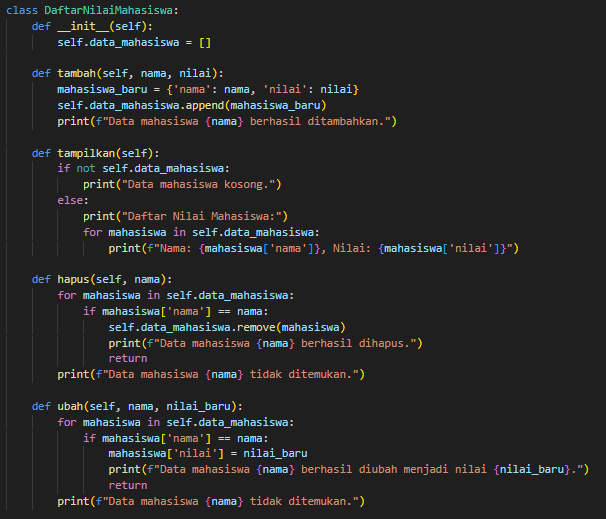 class DaftarNilaiMahasiswa:
    def __init__(self):
        self.data_mahasiswa = []

    def tambah(self, nama, nilai):
        mahasiswa_baru = {'nama': nama, 'nilai': nilai}
        self.data_mahasiswa.append(mahasiswa_baru)
        print(f"Data mahasiswa {nama} berhasil ditambahkan.")

    def tampilkan(self):
        if not self.data_mahasiswa:
            print("Data mahasiswa kosong.")
        else:
            print("Daftar Nilai Mahasiswa:")
            for mahasiswa in self.data_mahasiswa:
                print(f"Nama: {mahasiswa['nama']}, Nilai: {mahasiswa['nilai']}")

    def hapus(self, nama):
        for mahasiswa in self.data_mahasiswa:
            if mahasiswa['nama'] == nama:
                self.data_mahasiswa.remove(mahasiswa)
                print(f"Data mahasiswa {nama} berhasil dihapus.")
                return
        print(f"Data mahasiswa {nama} tidak ditemukan.")

    def ubah(self, nama, nilai_baru):
        for mahasiswa in self.data_mahasiswa:
            if mahasiswa['nama'] == nama:
                mahasiswa['nilai'] = nilai_baru
                print(f"Data mahasiswa {nama} berhasil diubah menjadi nilai {nilai_baru}.")
                return
        print(f"Data mahasiswa {nama} tidak ditemukan.")